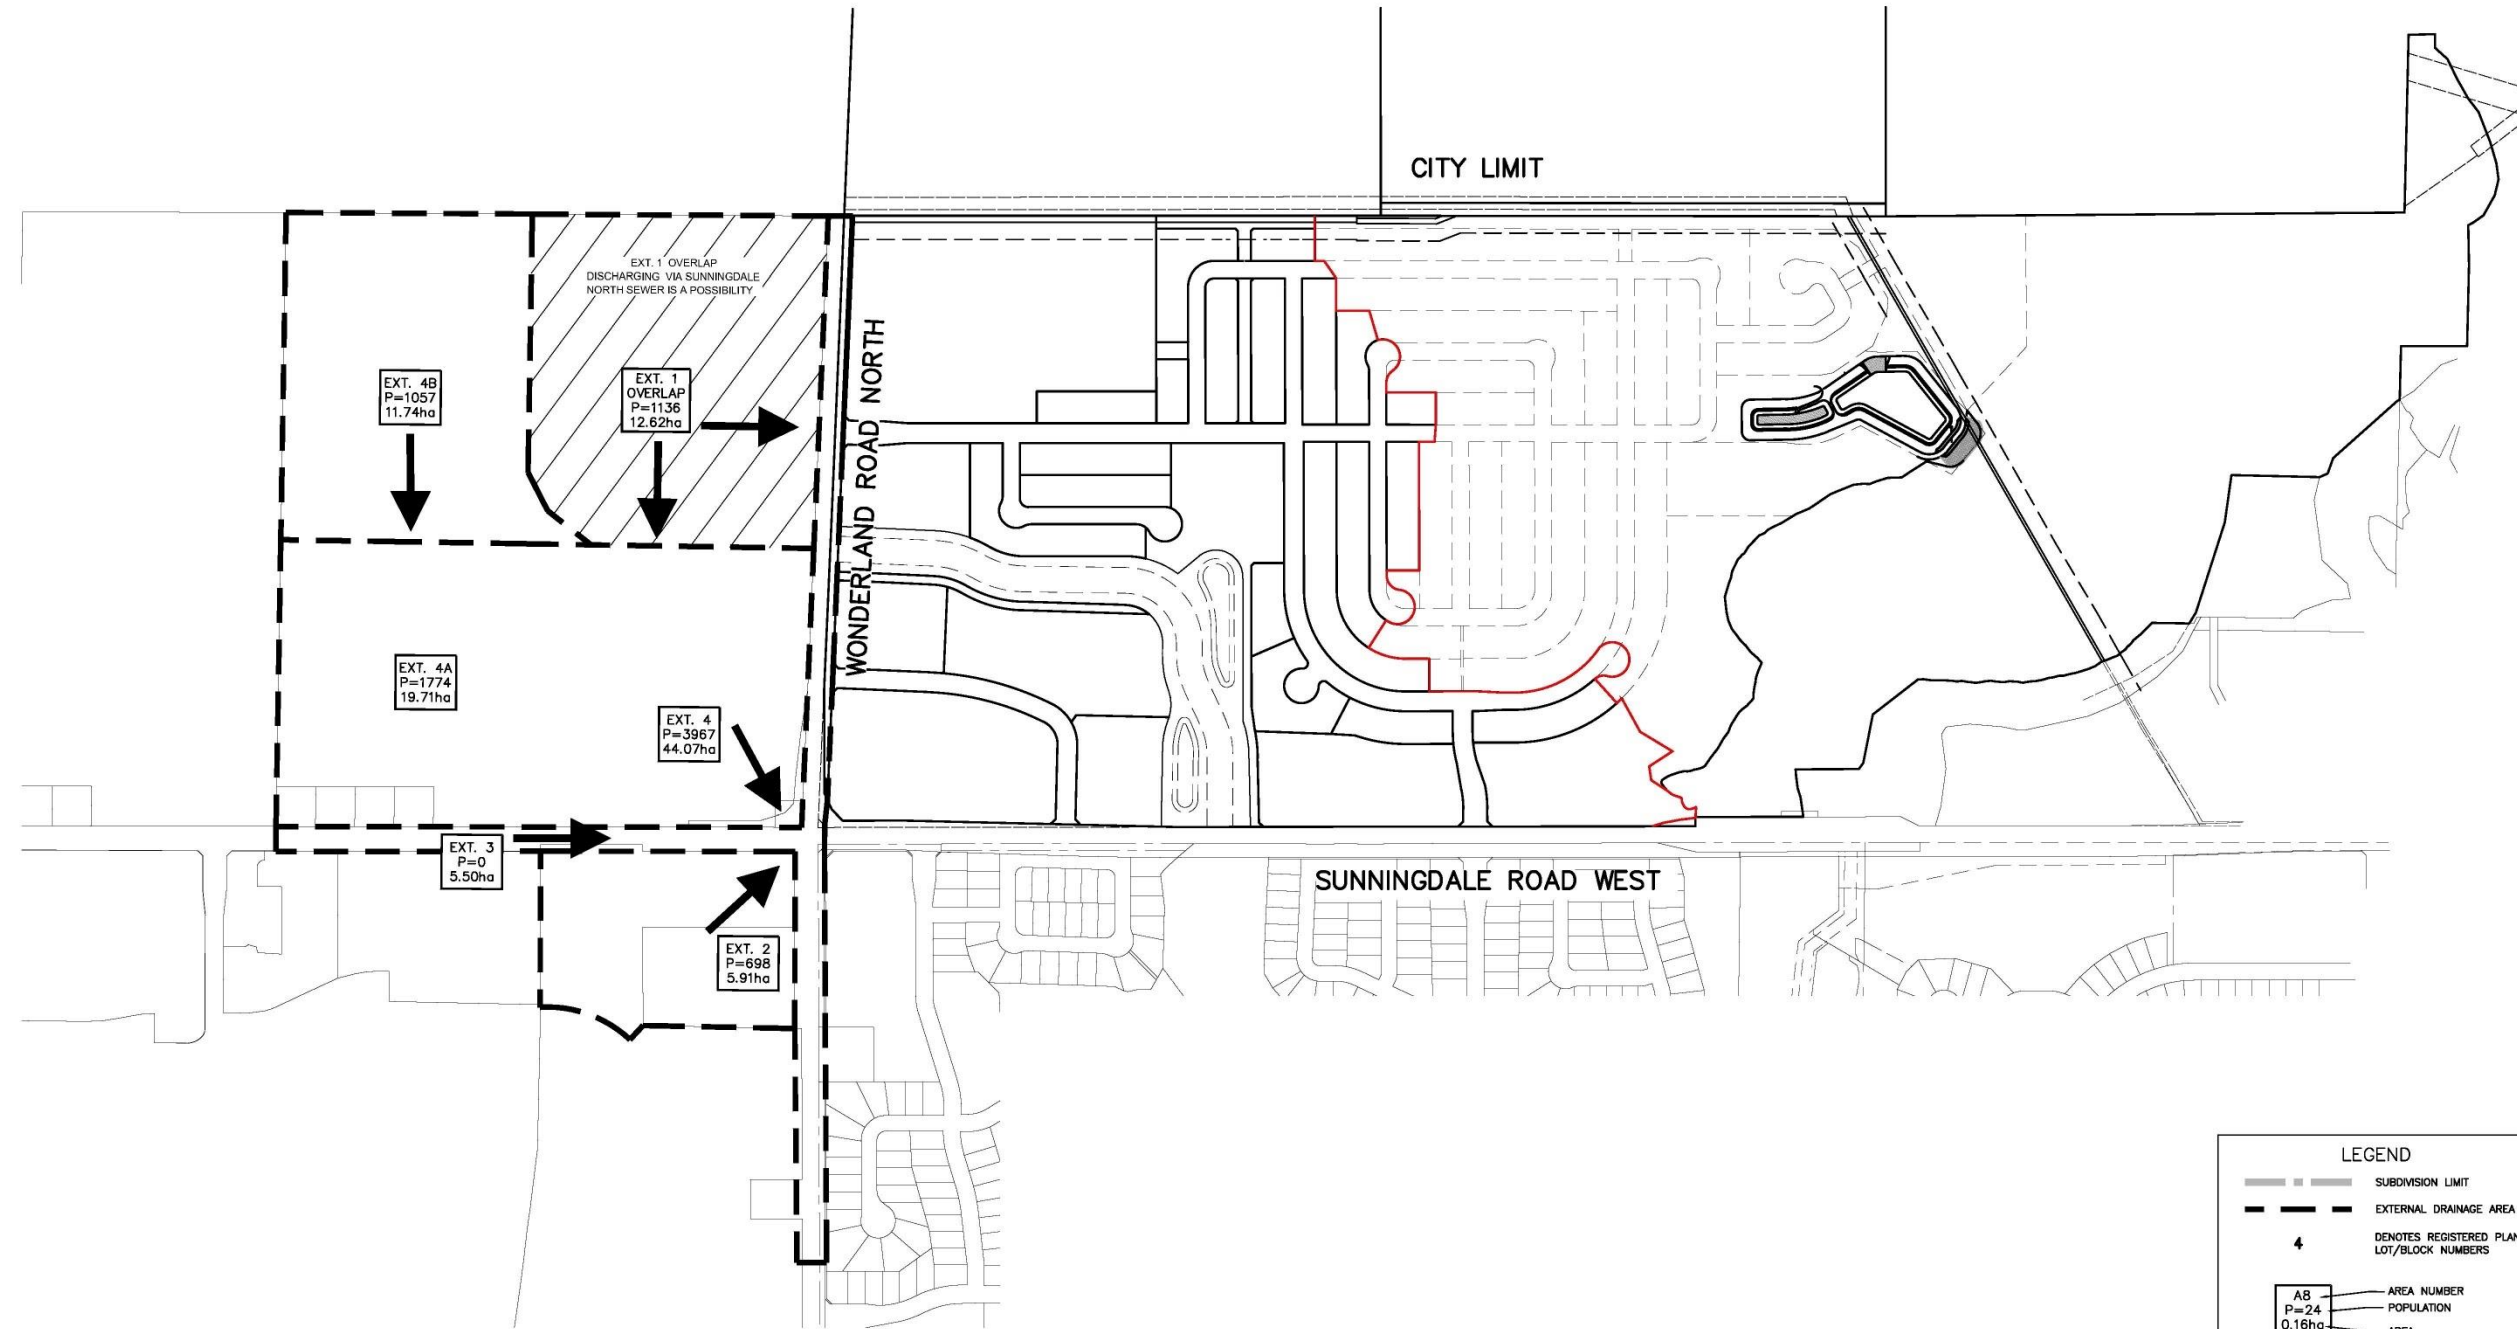 CITY LIMIT
EXT. 1 OVERLAP
DISCHARGING VIA SUNNINGDALE
NORTH SEWER IS A POSSIBILITY
EXT. 4B
P=1057
11.74ha
EXT. 1
OVERLAP
P=1136
12.62ha
WONDERLAND ROAD NORTH
EXT. 4A
P=1774
19.71ha
EXT. 4
P=3967
44.07ha
EXT. 3
P=0
5.50ha
SUNNINGDALE ROAD WEST
EXT. 2
P=698
5.91ha
LEGEND
SUBDIVISION LIMIT
EXTERNAL DRAINAGE AREA
4
DENOTES REGISTERED PLAN
LOT/BLOCK NUMBERS
A8
P=24
0.16ha
AREA NUMBER
POPULATION